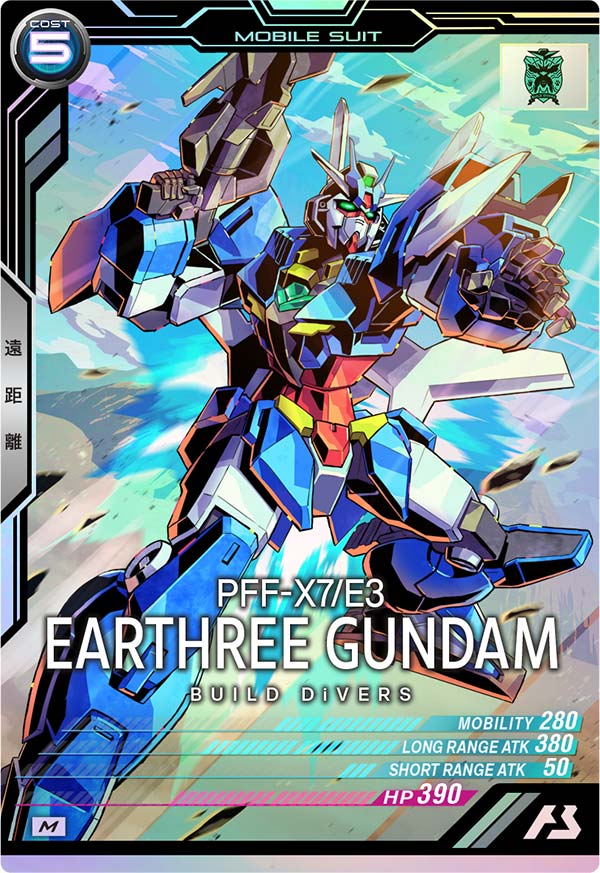 COST
5
MOBILE SUIT
遠距離
PFF-X7/E3
EARTHREE GUNDAM
BUILD DiVERS
MOBILITY 280
LONG RANGE ATK 380
SHORT RANGE ATK 50
HP 390
M